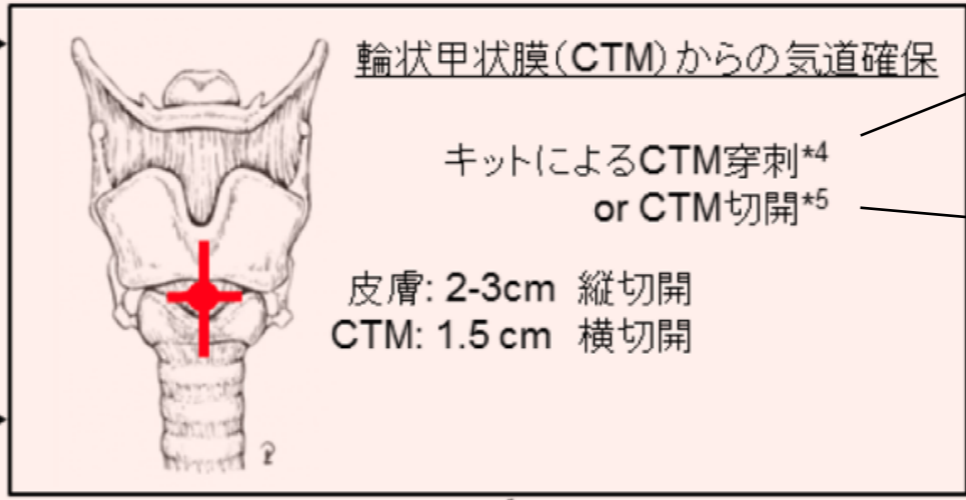 輪状甲状膜（CTM）からの気道確保
キットによるCTM穿刺*4
or CTM切開*5
皮膚: 2-3cm 縦切開
CTM: 1.5 cm 横切開